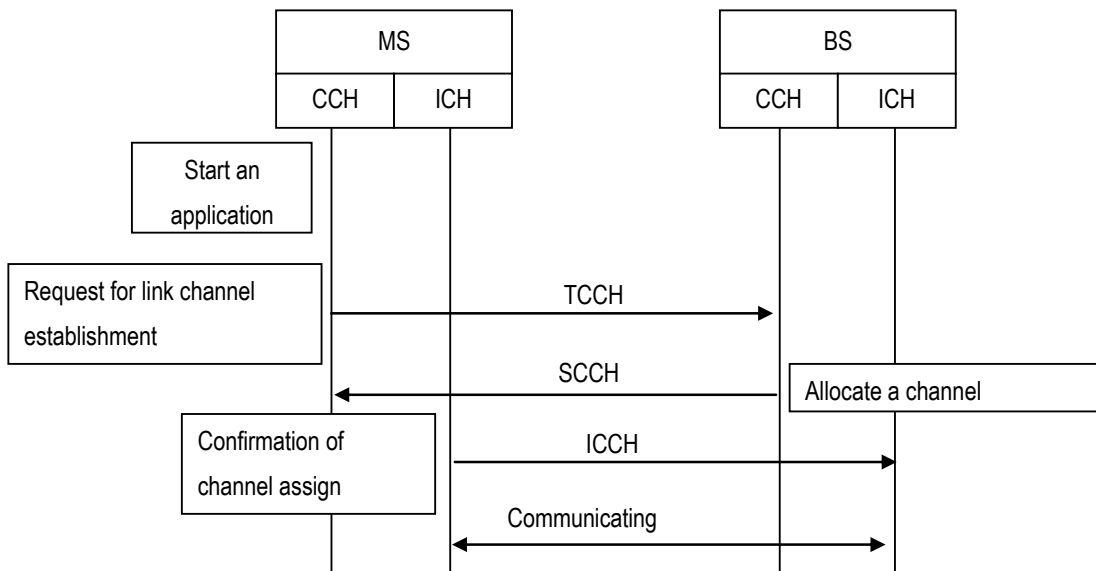 MS
BS
CCH
ICH
CCH
ICH
Start an
application
Request for link channel
establishment
TCCH
SCCH
Allocate a channel
Confirmation of
channel assign
ICCH
Communicating